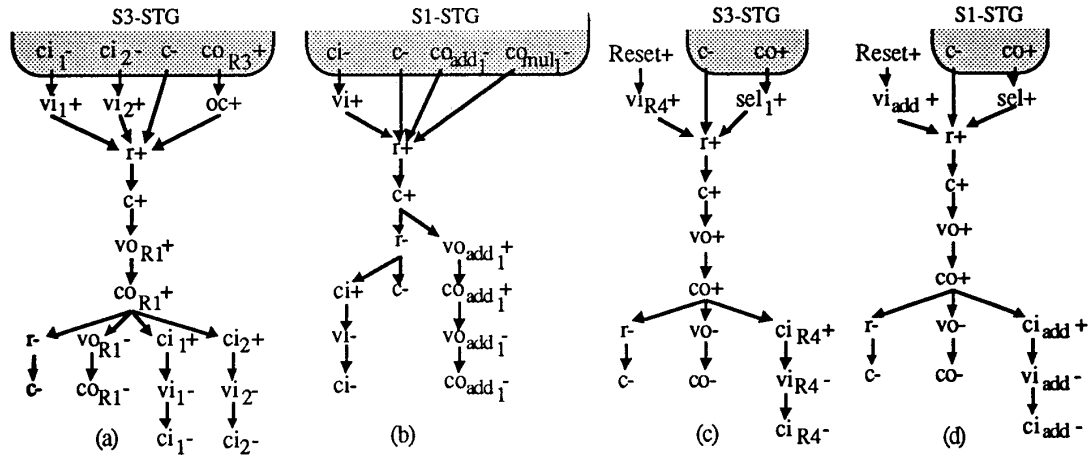 S3-STG S1-STG S3-STG S1-STG
ci1- ci2- c- coR3+ ci- c- coadd1- comul1- Reset+ c- co+ Reset+ c- co+
vi1+ vi2+ oc+ vi+ viR4+ sel1+ viadd+ sel+
r+ r+ r+ r+
c+ c+ c+ c+
voR1+ r- voadd1+ vo+ vo+
coR1+ ci+ c- coadd1+ co+ co+
r- voR1- ci1+ ci2+ vi- voadd1- r- vo- ciR4+ r- vo- ciadd+
c- coR1- vi1- vi2- ci- coadd1- c- co- viR4- c- co- viadd-
ci1- ci2- ciR4- ciadd-
(a) (b) (c) (d)